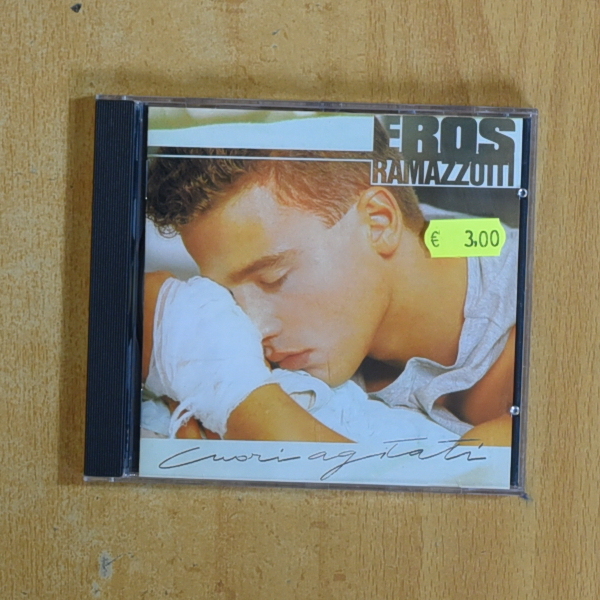 EROS
RAMAZZOTTI
€ 3,00
Cuori agitati